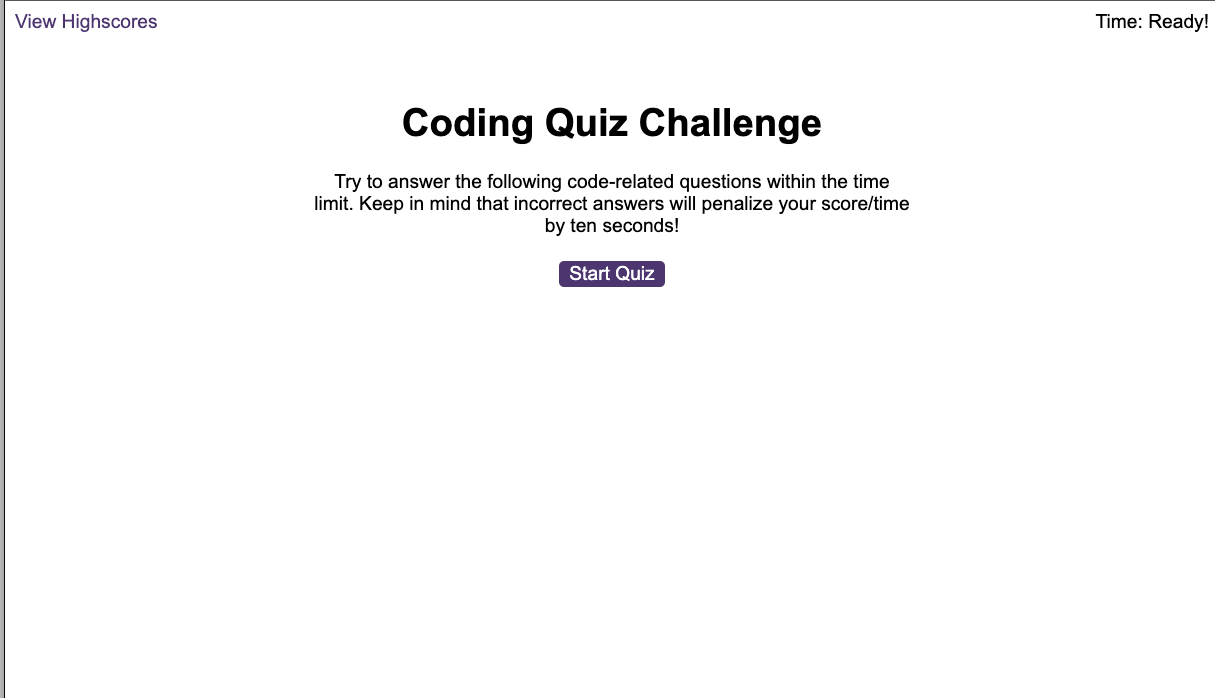 View Highscores
Time: Ready!
Coding Quiz Challenge
Try to answer the following code-related questions within the time
limit. Keep in mind that incorrect answers will penalize your score/time
by ten seconds!
Start Quiz